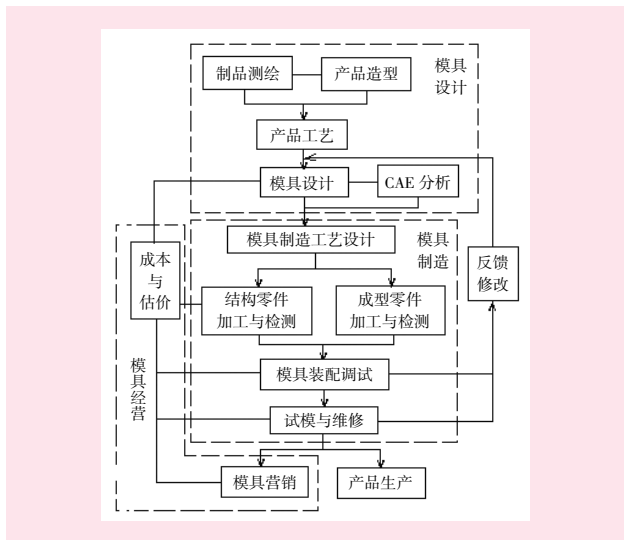 制品测绘
产品造型
模具
设计
产品工艺
模具设计
CAE 分析
模具制造工艺设计
模具
制造
成本
与
估价
反馈
修改
结构零件
加工与检测
成型零件
加工与检测
模具装配调试
模具经营
试模与维修
模具营销
产品生产